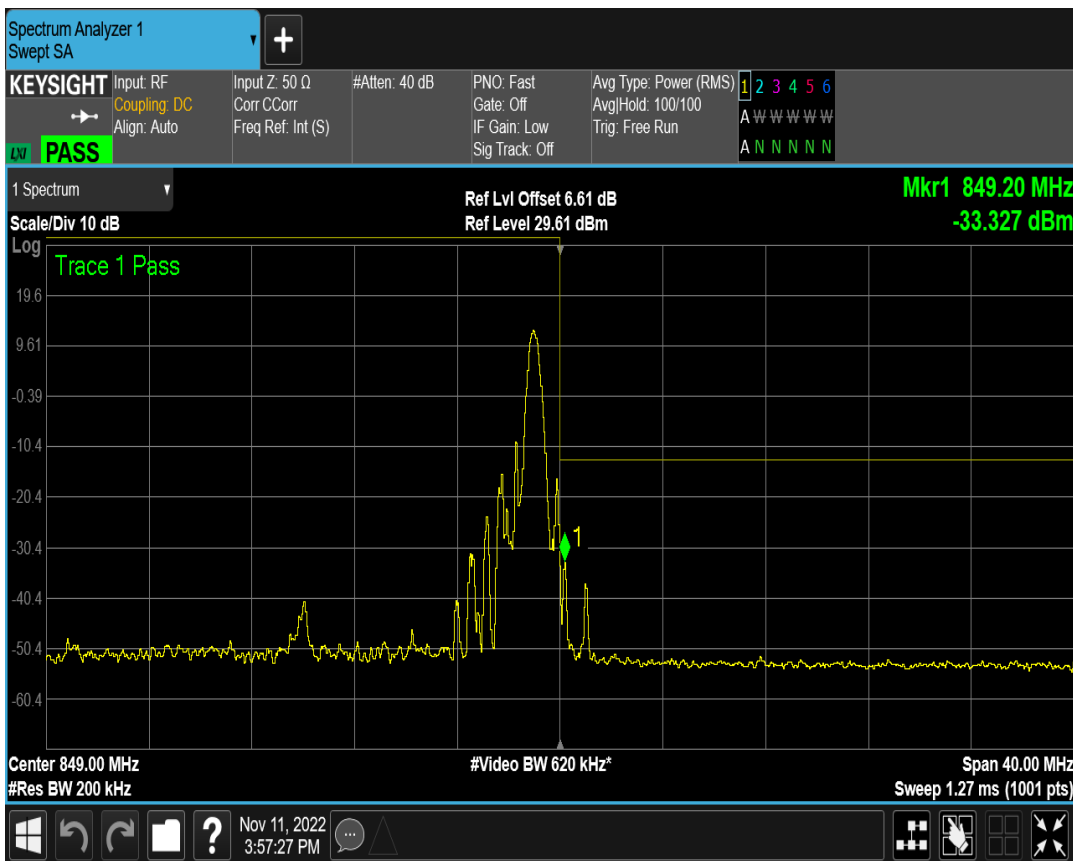 Spectrum Analyzer 1
Swept SA
+
KEYSIGHT
Input: RF
Coupling: DC
Align: Auto
Input Z: 50 Ω
Corr CCorr
Freq Ref: Int (S)
#Atten: 40 dB
PNO: Fast
Gate: Off
IF Gain: Low
Sig Track: Off
Avg Type: Power (RMS)
Avg|Hold: 100/100
Trig: Free Run
1 2 3 4 5 6
A W W W W W
A N N N N N
LXI
PASS
1 Spectrum
Scale/Div 10 dB
Ref Lvl Offset 6.61 dB
Ref Level 29.61 dBm
Mkr1 849.20 MHz
-33.327 dBm
Log
Trace 1 Pass
19.6
9.61
-0.39
-10.4
-20.4
-30.4
-40.4
-50.4
-60.4
1
Center 849.00 MHz
#Res BW 200 kHz
#Video BW 620 kHz*
Span 40.00 MHz
Sweep 1.27 ms (1001 pts)
?
Nov 11, 2022
3:57:27 PM